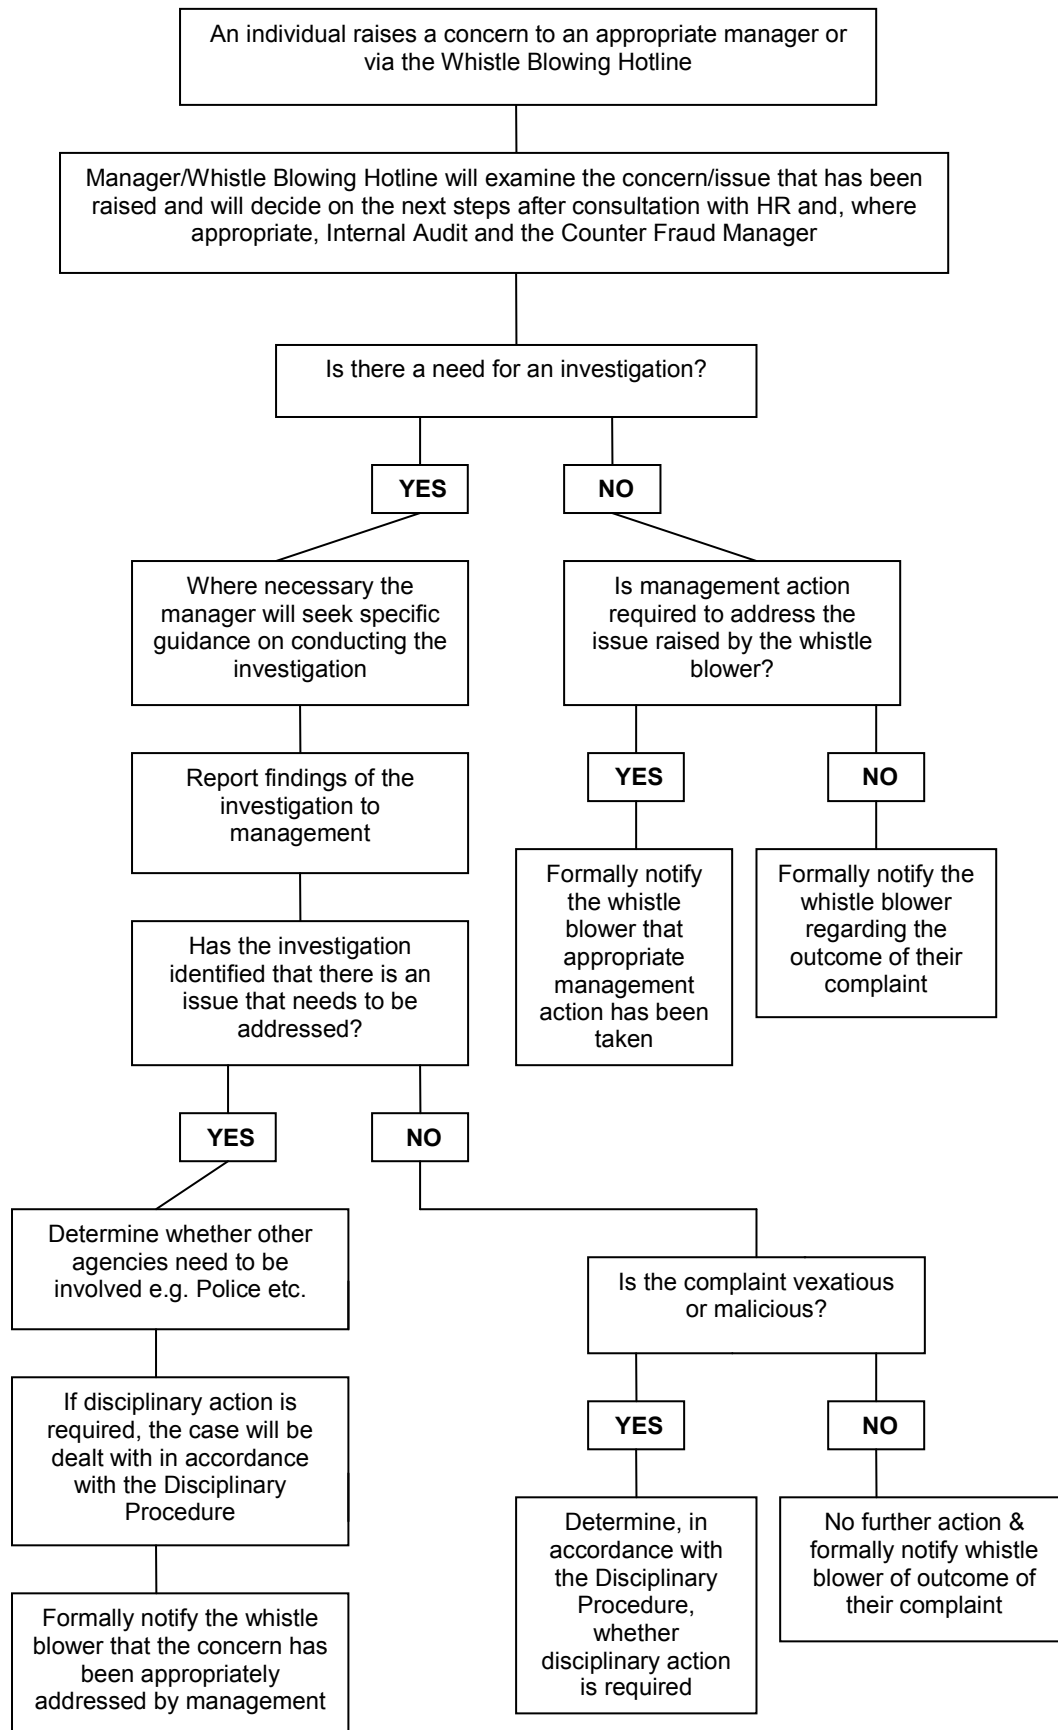 An individual raises a concern to an appropriate manager or
via the Whistle Blowing Hotline
Manager/Whistle Blowing Hotline will examine the concern/issue that has been
raised and will decide on the next steps after consultation with HR and, where
appropriate, Internal Audit and the Counter Fraud Manager
Is there a need for an investigation?
YES
NO
Where necessary the
manager will seek specific
guidance on conducting the
investigation
Is management action
required to address the
issue raised by the whistle
blower?
Report findings of the
investigation to
management
YES
NO
Formally notify
the whistle
blower that
appropriate
management
action has been
taken
Formally notify the
whistle blower
regarding the
outcome of their
complaint
Has the investigation
identified that there is an
issue that needs to be
addressed?
YES
NO
Determine whether other
agencies need to be
involved e.g. Police etc.
Is the complaint vexatious
or malicious?
If disciplinary action is
required, the case will be
dealt with in accordance
with the Disciplinary
Procedure
YES
NO
Determine, in
accordance with
the Disciplinary
Procedure,
whether
disciplinary action
is required
No further action &
formally notify whistle
blower of outcome of
their complaint
Formally notify the whistle
blower that the concern has
been appropriately
addressed by management